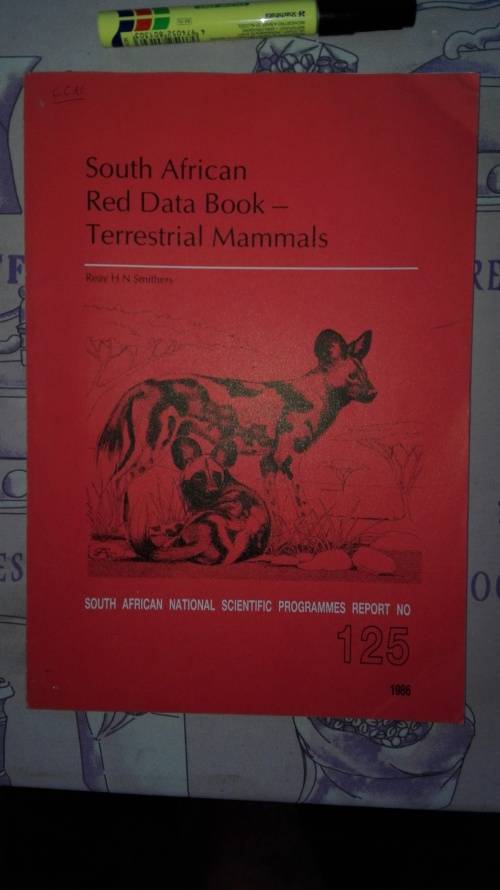 South African
Red Data Book –
Terrestrial Mammals
Reay H N Smithers
SOUTH AFRICAN NATIONAL SCIENTIFIC PROGRAMMES REPORT NO
125
1986